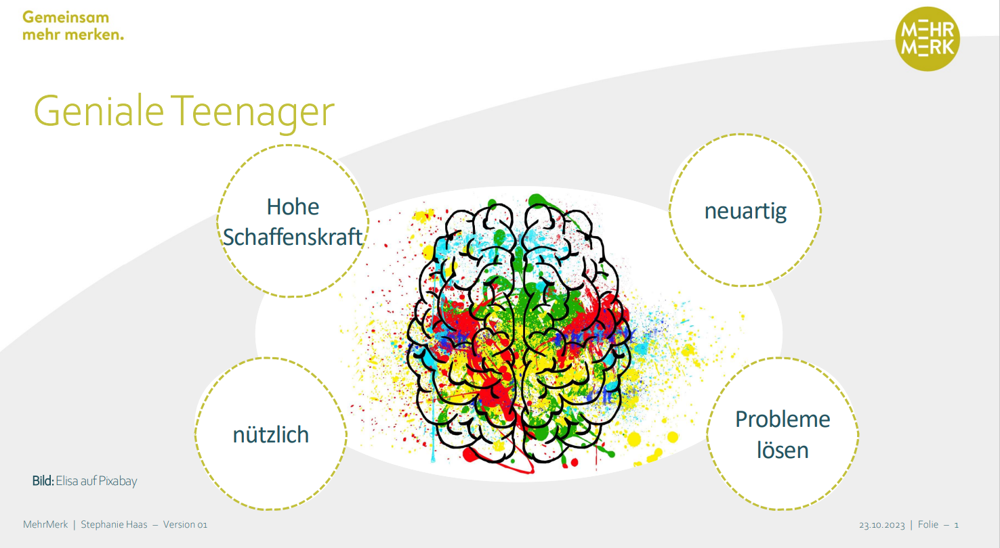 Gemeinsam
mehr merken.
MEHR
MERK
Geniale Teenager
Hohe
Schaffenskraft
neuartig
nützlich
Probleme
lösen
Bild: Elisa auf Pixabay
MehrMerk | Stephanie Haas – Version 01
23.10.2023 | Folie – 1